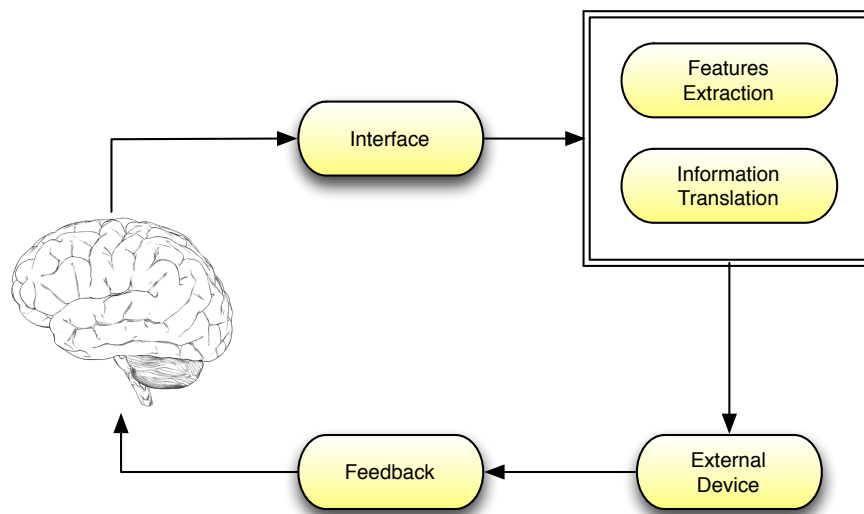 Features
Extraction
Interface
Information
Translation
Feedback
External
Device